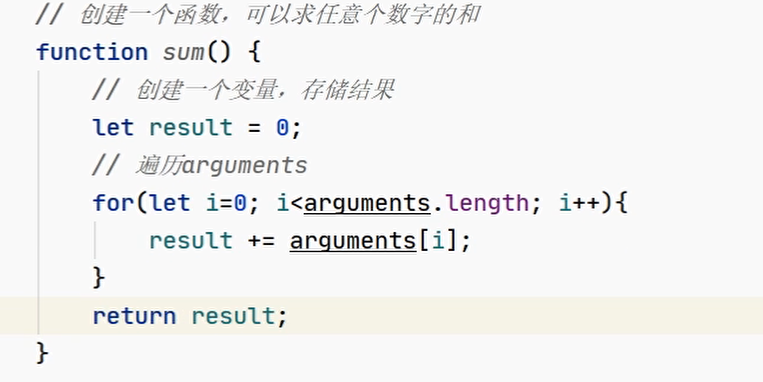 // 创建一个函数，可以求任意个数字的和
function sum() {
// 创建一个变量，存储结果
let result = 0;
// 遍历arguments
for(let i=0; i<arguments.length; i++){
result += arguments[i];
}
return result;
}